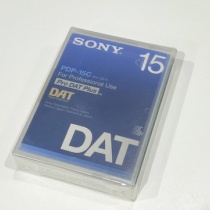 SONY 15
PDP-15C
For Professional Use
Pro DAT Plus
DAT
DAT